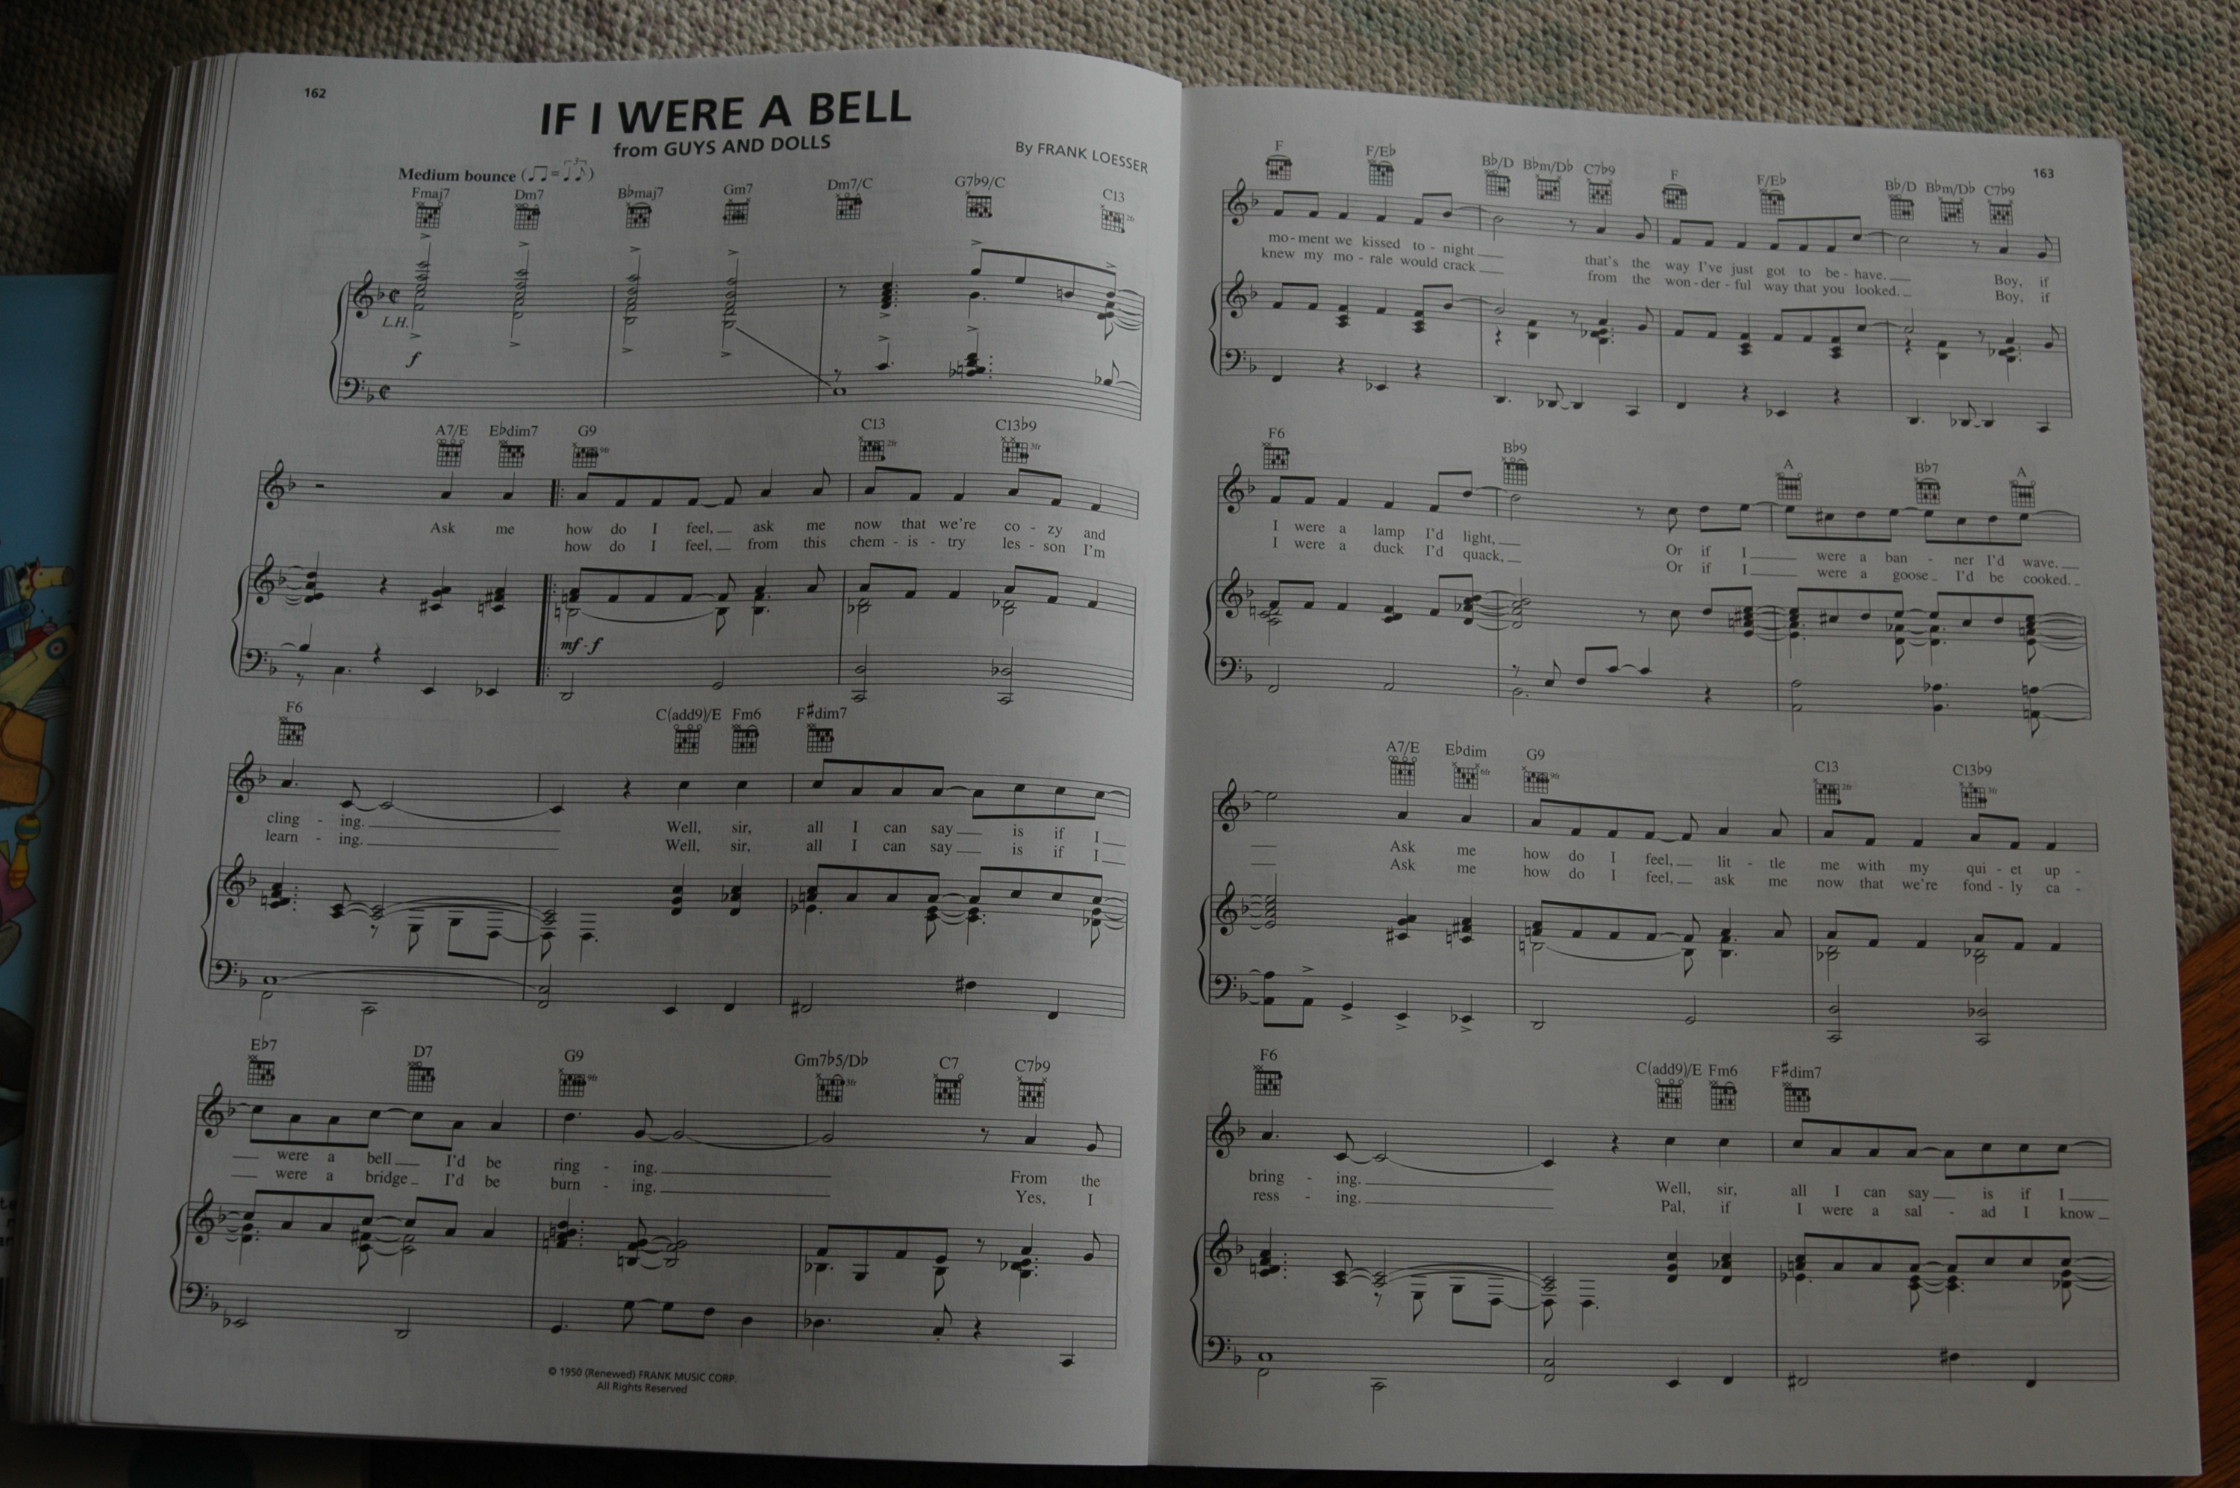 162
IF I WERE A BELL
from GUYS AND DOLLS
By FRANK LOESSER
Medium bounce
Fmaj7 Dm7 B♭maj7 Gm7 Dm7/C G7♭9/C C13
2fr
L.H.
f
A7/E E♭dim7 G9 C13 C13♭9
9fr 2fr 3fr
Ask me how do I feel, ask me now that we're co - zy and
how do I feel, from this chem - is - try les - son I'm
mf - f
F6 C(add9)/E Fm6 F#dim7
cling - ing. Well, sir, all I can say is if I
learn - ing. Well, sir, all I can say is if I
E♭7 D7 G9 Gm7♭5/D♭ C7 C7♭9
9fr 3fr
were a bell I'd be ring - ing. From the
were a bridge I'd be burn - ing. Yes, I
© 1950 (Renewed) FRANK MUSIC CORP.
All Rights Reserved
163
F F/E♭ B♭/D B♭m/D♭ C7♭9 F F/E♭ B♭/D B♭m/D♭ C7♭9
mo - ment we kissed to - night that's the way I've just got to be - have. Boy, if
knew my mo - rale would crack from the won - der - ful way that you looked. Boy, if
F6 B♭9 A B♭7 A
I were a lamp I'd light, Or if I were a ban - ner I'd wave.
I were a duck I'd quack, Or if I were a goose I'd be cooked.
A7/E E♭dim G9 C13 C13♭9
6fr 9fr 2fr 3fr
Ask me how do I feel, lit - tle me with my qui - et up -
Ask me how do I feel, ask me now that we're fond - ly ca -
F6 C(add9)/E Fm6 F#dim7
bring - ing. Well, sir, all I can say is if I
ress - ing. Pal, if I were a sal - ad I know